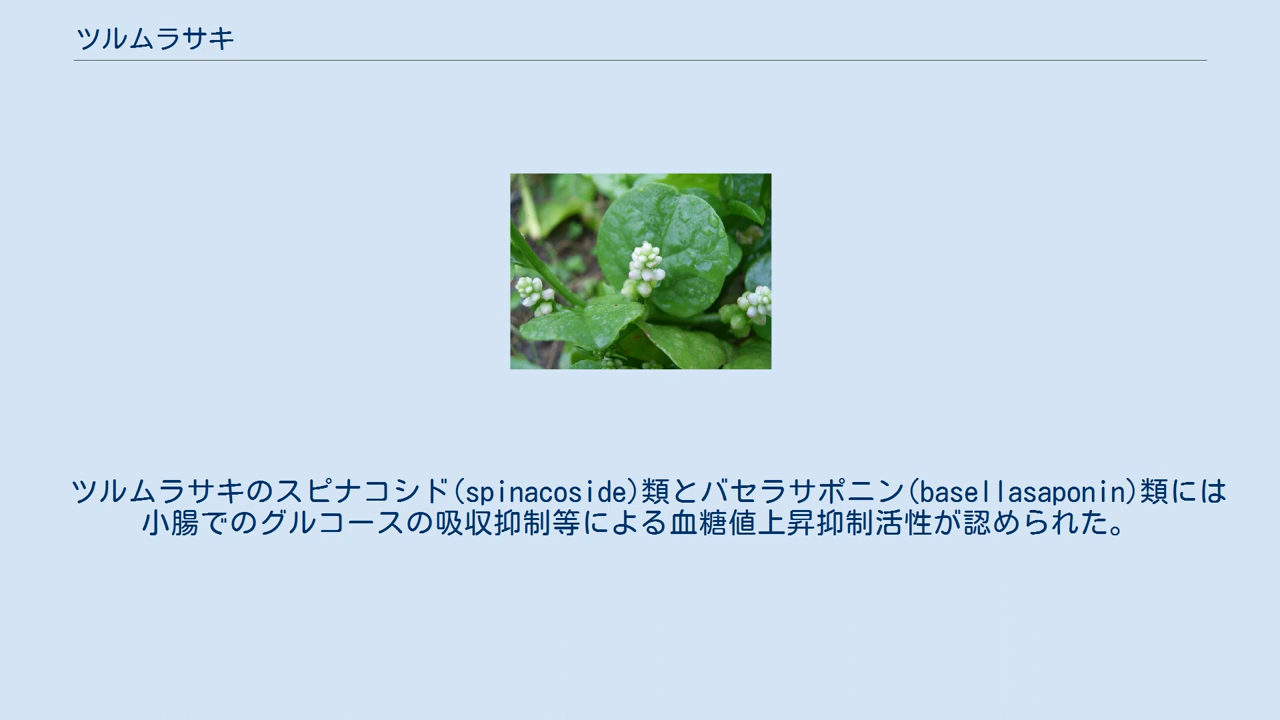 ツルムラサキ
ツルムラサキのスピナコシド(spinacoside)類とバセラサポニン(basellasaponin)類には
小腸でのグルコースの吸収抑制等による血糖値上昇抑制活性が認められた。